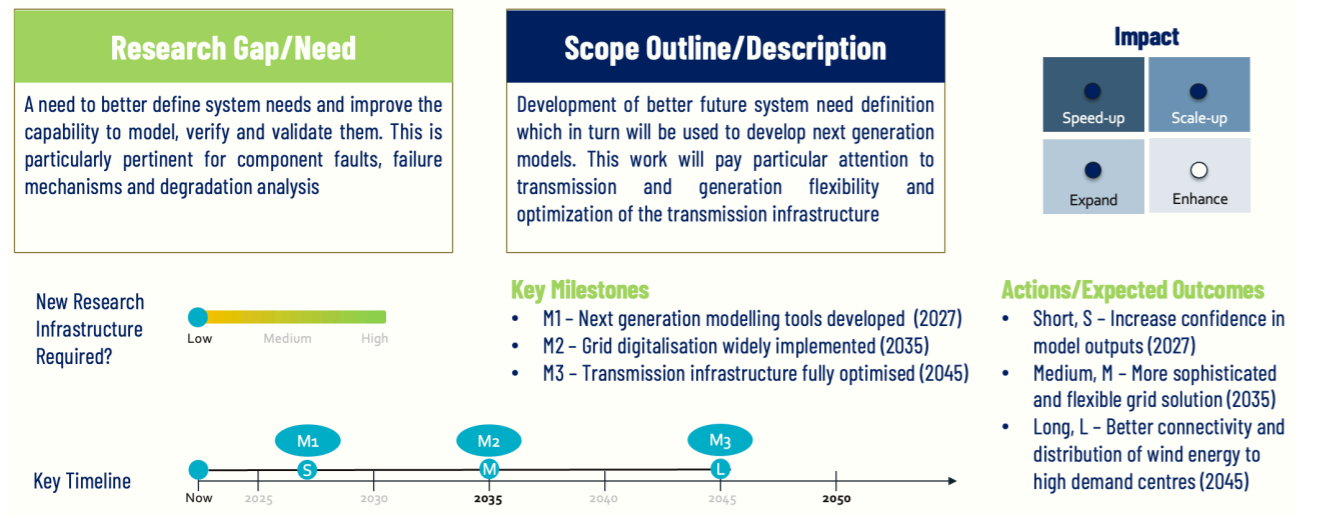 Research Gap/Need
A need to better define system needs and improve the
capability to model, verify and validate them. This is
particularly pertinent for component faults, failure
mechanisms and degradation analysis
Scope Outline/Description
Development of better future system need definition
which in turn will be used to develop next generation
models. This work will pay particular attention to
transmission and generation flexibility and
optimization of the transmission infrastructure
Impact
Speed-up
Scale-up
Expand
Enhance
New Research
Infrastructure
Required?
Low
Medium
High
Key Milestones
• M1 – Next generation modelling tools developed (2027)
• M2 – Grid digitalisation widely implemented (2035)
• M3 – Transmission infrastructure fully optimised (2045)
Actions/Expected Outcomes
• Short, S – Increase confidence in
model outputs (2027)
• Medium, M – More sophisticated
and flexible grid solution (2035)
• Long, L – Better connectivity and
distribution of wind energy to
high demand centres (2045)
Key Timeline
M1
M2
M3
S
M
L
Now
2025
2030
2035
2040
2045
2050